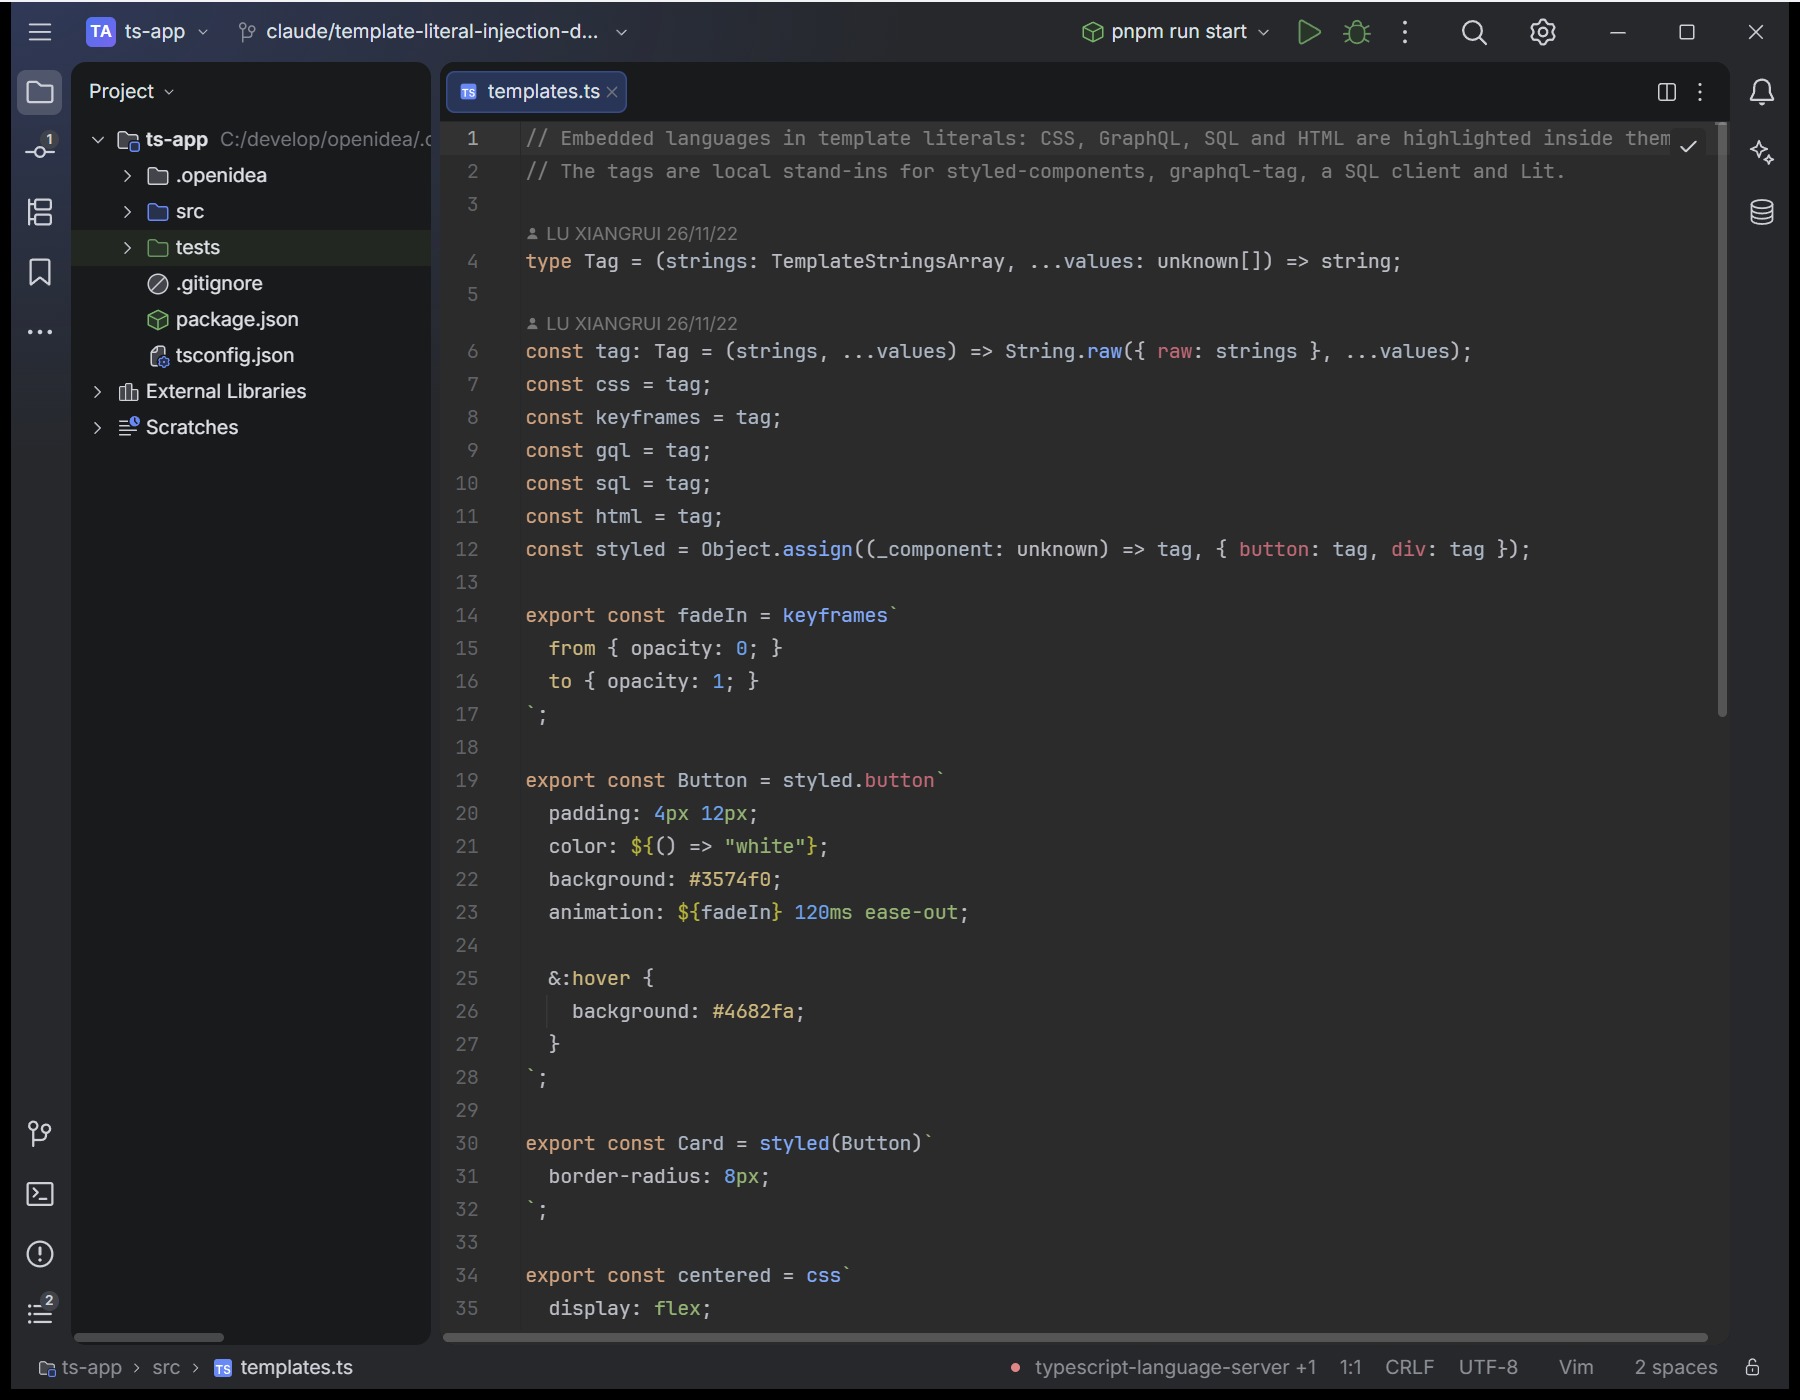 TA ts-app claude/template-literal-injection-d... pnpm run start
Project
templates.ts
1
ts-app C:/develop/openidea/.
.openidea
src
tests
.gitignore
package.json
tsconfig.json
External Libraries
Scratches
2
1 // Embedded languages in template literals: CSS, GraphQL, SQL and HTML are highlighted inside them
2 // The tags are local stand-ins for styled-components, graphql-tag, a SQL client and Lit.
3
LU XIANGRUI 26/11/22
4 type Tag = (strings: TemplateStringsArray, ...values: unknown[]) => string;
5
LU XIANGRUI 26/11/22
6 const tag: Tag = (strings, ...values) => String.raw({ raw: strings }, ...values);
7 const css = tag;
8 const keyframes = tag;
9 const gql = tag;
10 const sql = tag;
11 const html = tag;
12 const styled = Object.assign((_component: unknown) => tag, { button: tag, div: tag });
13
14 export const fadeIn = keyframes`
15 from { opacity: 0; }
16 to { opacity: 1; }
17 `;
18
19 export const Button = styled.button`
20 padding: 4px 12px;
21 color: ${() => "white"};
22 background: #3574f0;
23 animation: ${fadeIn} 120ms ease-out;
24
25 &:hover {
26 background: #4682fa;
27 }
28 `;
29
30 export const Card = styled(Button)`
31 border-radius: 8px;
32 `;
33
34 export const centered = css`
35 display: flex;
ts-app > src > templates.ts
typescript-language-server +1 1:1 CRLF UTF-8 Vim 2 spaces